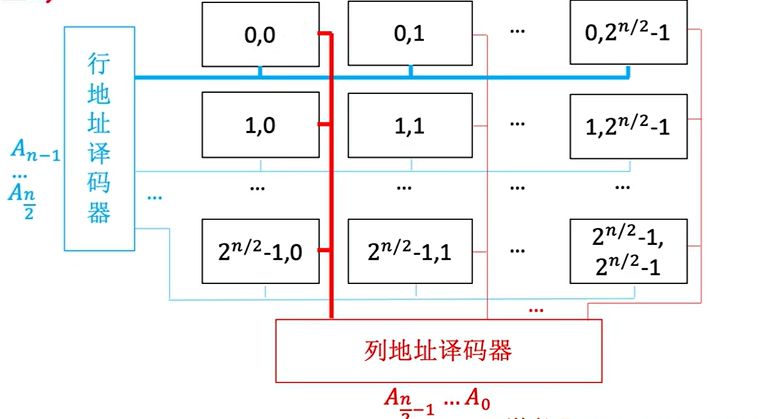 0,0 0,1 ... 0,2^{n/2}-1
行地址译码器
1,0 1,1 ... 1,2^{n/2}-1
A_{n-1}
...
A_{\frac{n}{2}}
... ... ... ... ...
2^{n/2}-1,0 2^{n/2}-1,1 ... 2^{n/2}-1,
2^{n/2}-1
...
列地址译码器
A_{\frac{n}{2}-1} ... A_0